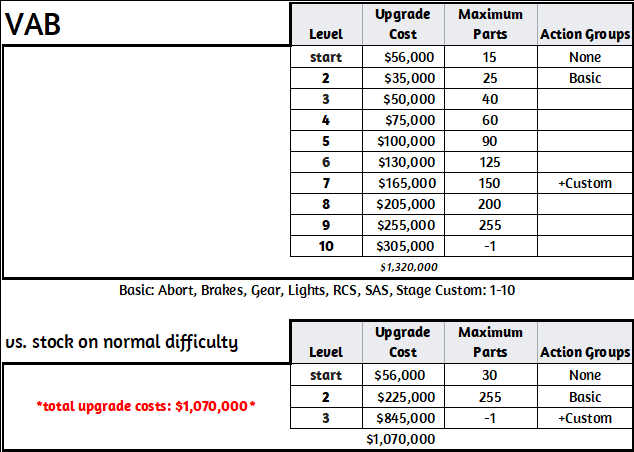 VAB
Level Upgrade Cost Maximum Parts Action Groups
start $56,000 15 None
2 $35,000 25 Basic
3 $50,000 40
4 $75,000 60
5 $100,000 90
6 $130,000 125
7 $165,000 150 +Custom
8 $205,000 200
9 $255,000 255
10 $305,000 -1
$1,320,000
Basic: Abort, Brakes, Gear, Lights, RCS, SAS, Stage Custom: 1-10
vs. stock on normal difficulty
Level Upgrade Cost Maximum Parts Action Groups
*total upgrade costs: $1,070,000*
start $56,000 30 None
2 $225,000 255 Basic
3 $845,000 -1 +Custom
$1,070,000